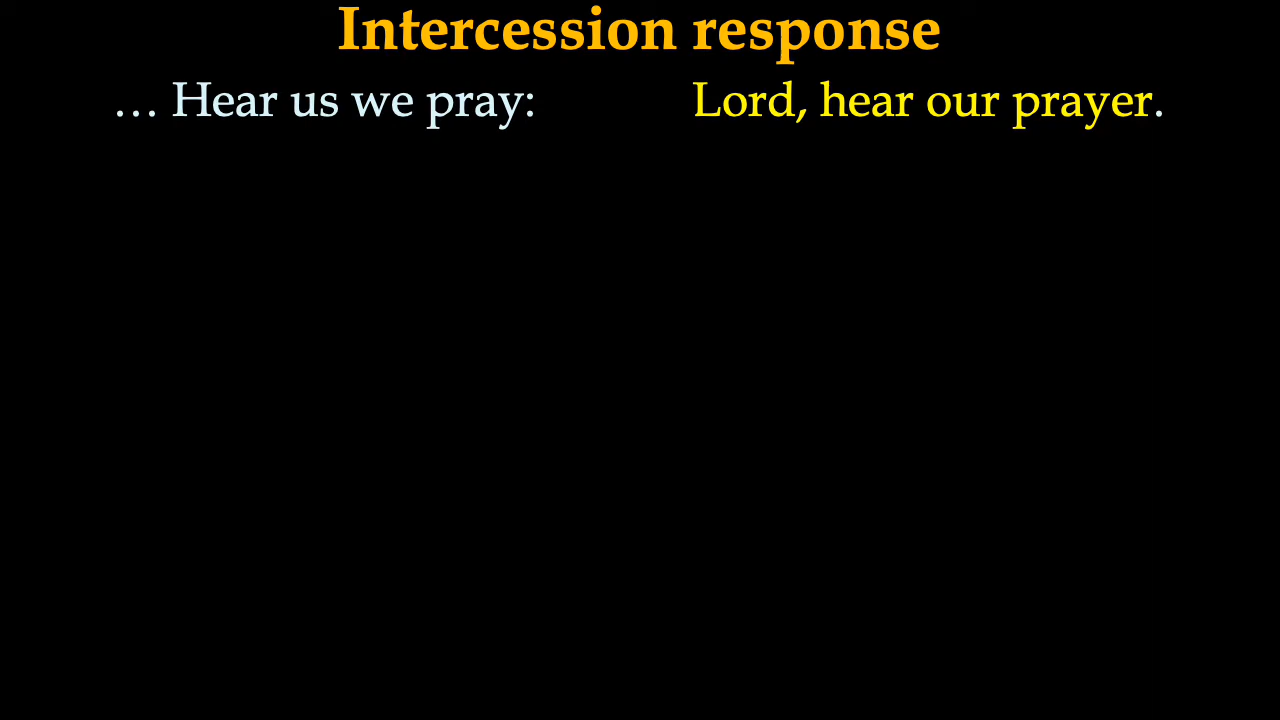 Intercession response
… Hear us we pray: Lord, hear our prayer.